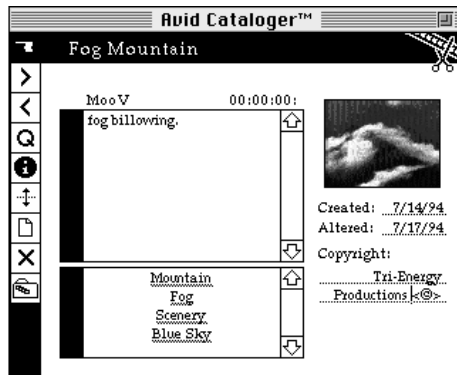 Avid Cataloger™
Fog Mountain
MooV 00:00:00:
fog billowing.
Created: 7/14/94
Altered: 7/17/94
Copyright:
Tri-Energy
Productions <©>
Mountain
Fog
Scenery
Blue Sky